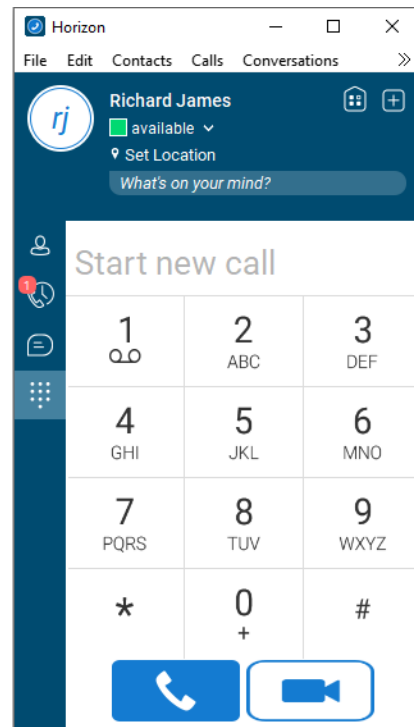 Horizon
File Edit Contacts Calls Conversations
rj
Richard James
available
Set Location
What's on your mind?
1
Start new call
1 2 3
ABC DEF
4 5 6
GHI JKL MNO
7 8 9
PQRS TUV WXYZ
* 0 #
+